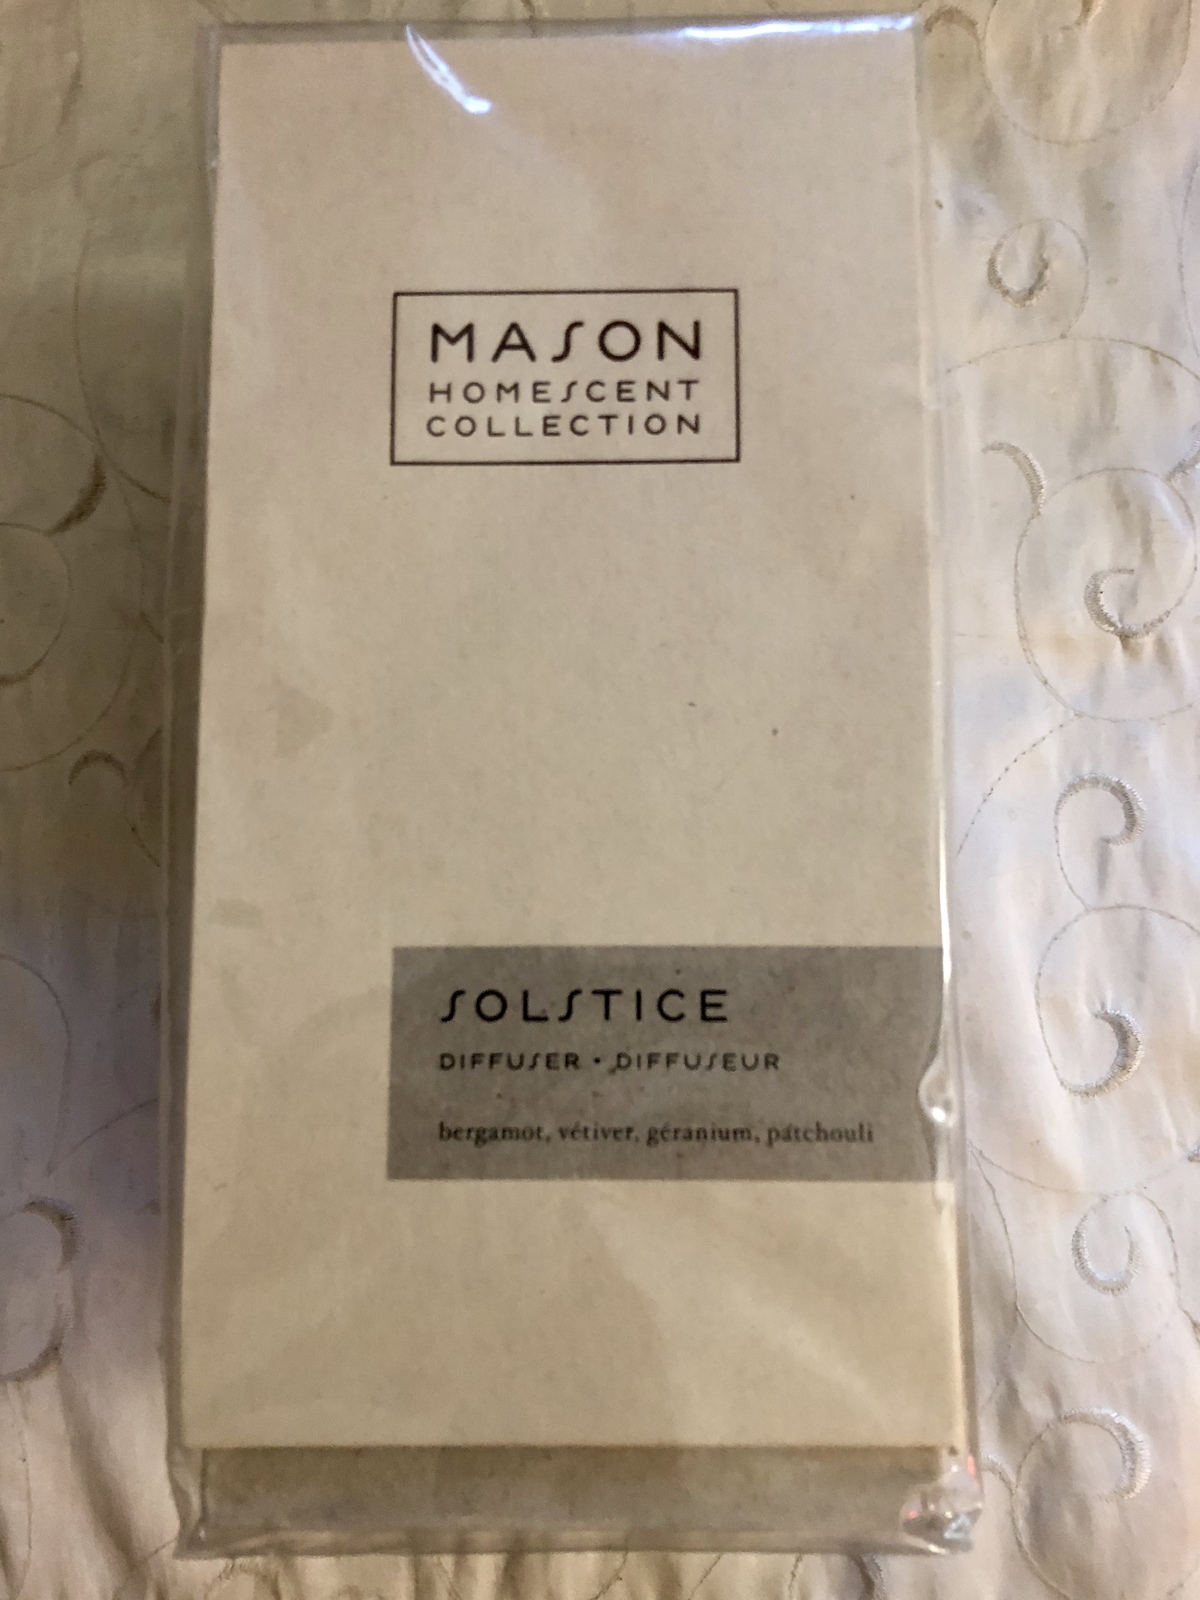 MASON
HOMESCENT
COLLECTION
SOLSTICE
DIFFUSER • DIFFUSEUR
bergamot, vétiver, géranium, patchouli